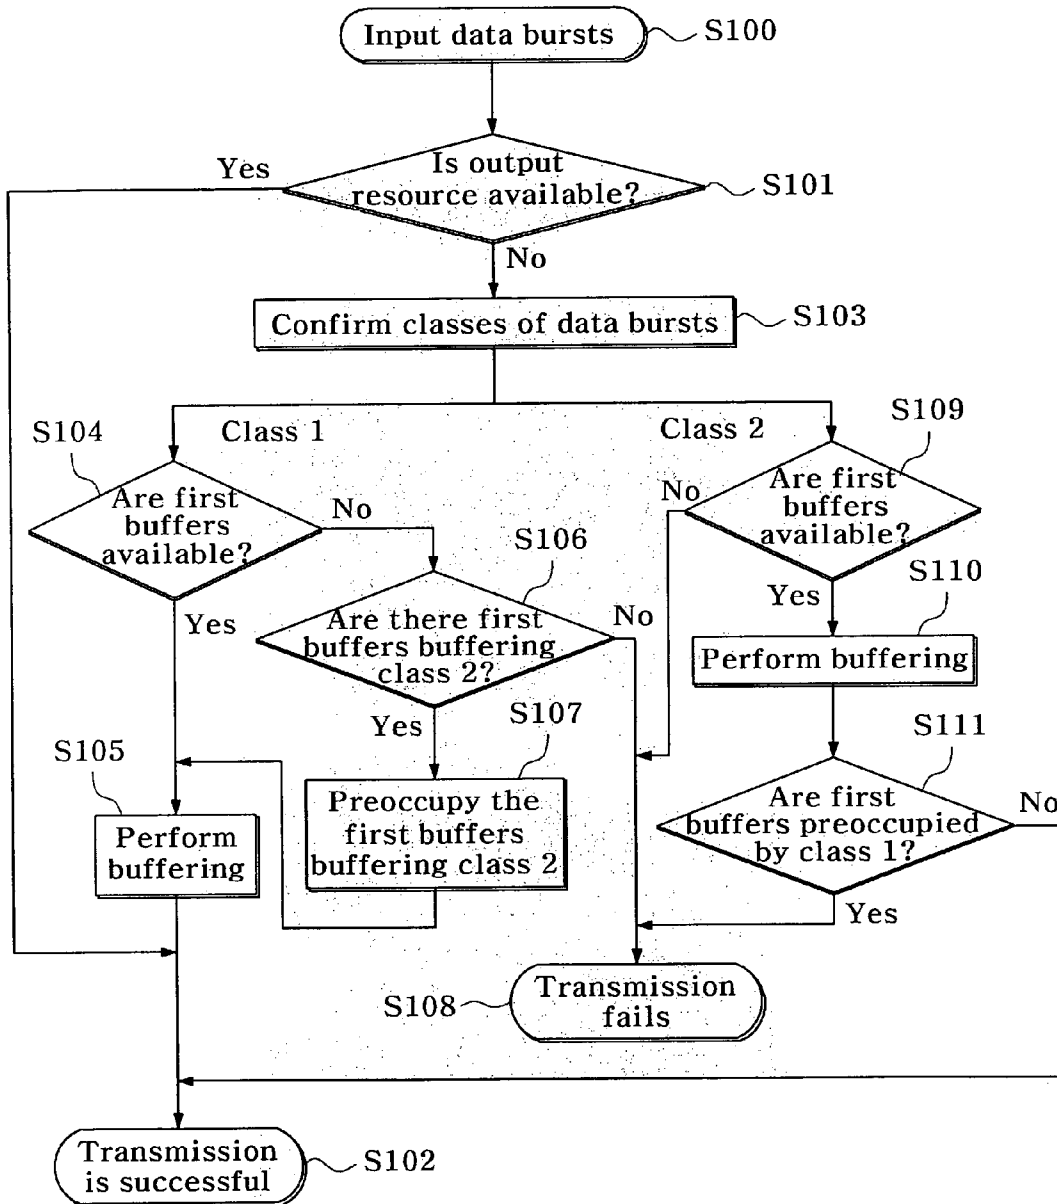 Input data bursts
S100
Yes
Is output
resource available?
S101
No
Confirm classes of data bursts
S103
S104
Class 1
Class 2
S109
Are first
buffers
available?
No
S106
No
Are first
buffers
available?
S110
Yes
Are there first
buffers buffering
class 2?
No
Yes
Perform buffering
S105
Yes
S107
S111
Perform
buffering
Preoccupy the
first buffers
buffering class 2
Are first
buffers preoccupied
by class 1?
No
Yes
S108
Transmission
fails
Transmission
is successful
S102